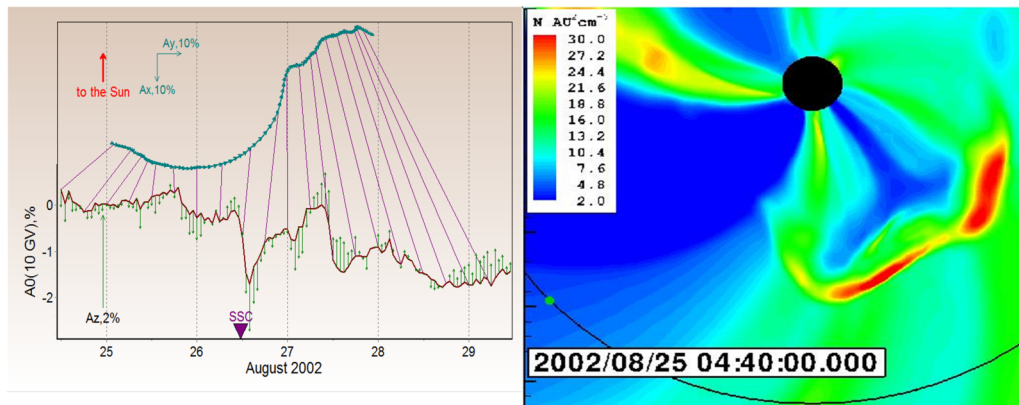 Ay,10%
to the Sun
Ax,10%
A0(10 GV),%
0
-1
-2
Az,2%
SSC
25 26 27 28 29
August 2002
N AU²cm⁻³
30.0
27.2
24.4
21.6
18.8
16.0
13.2
10.4
7.6
4.8
2.0
2002/08/25 04:40:00.000